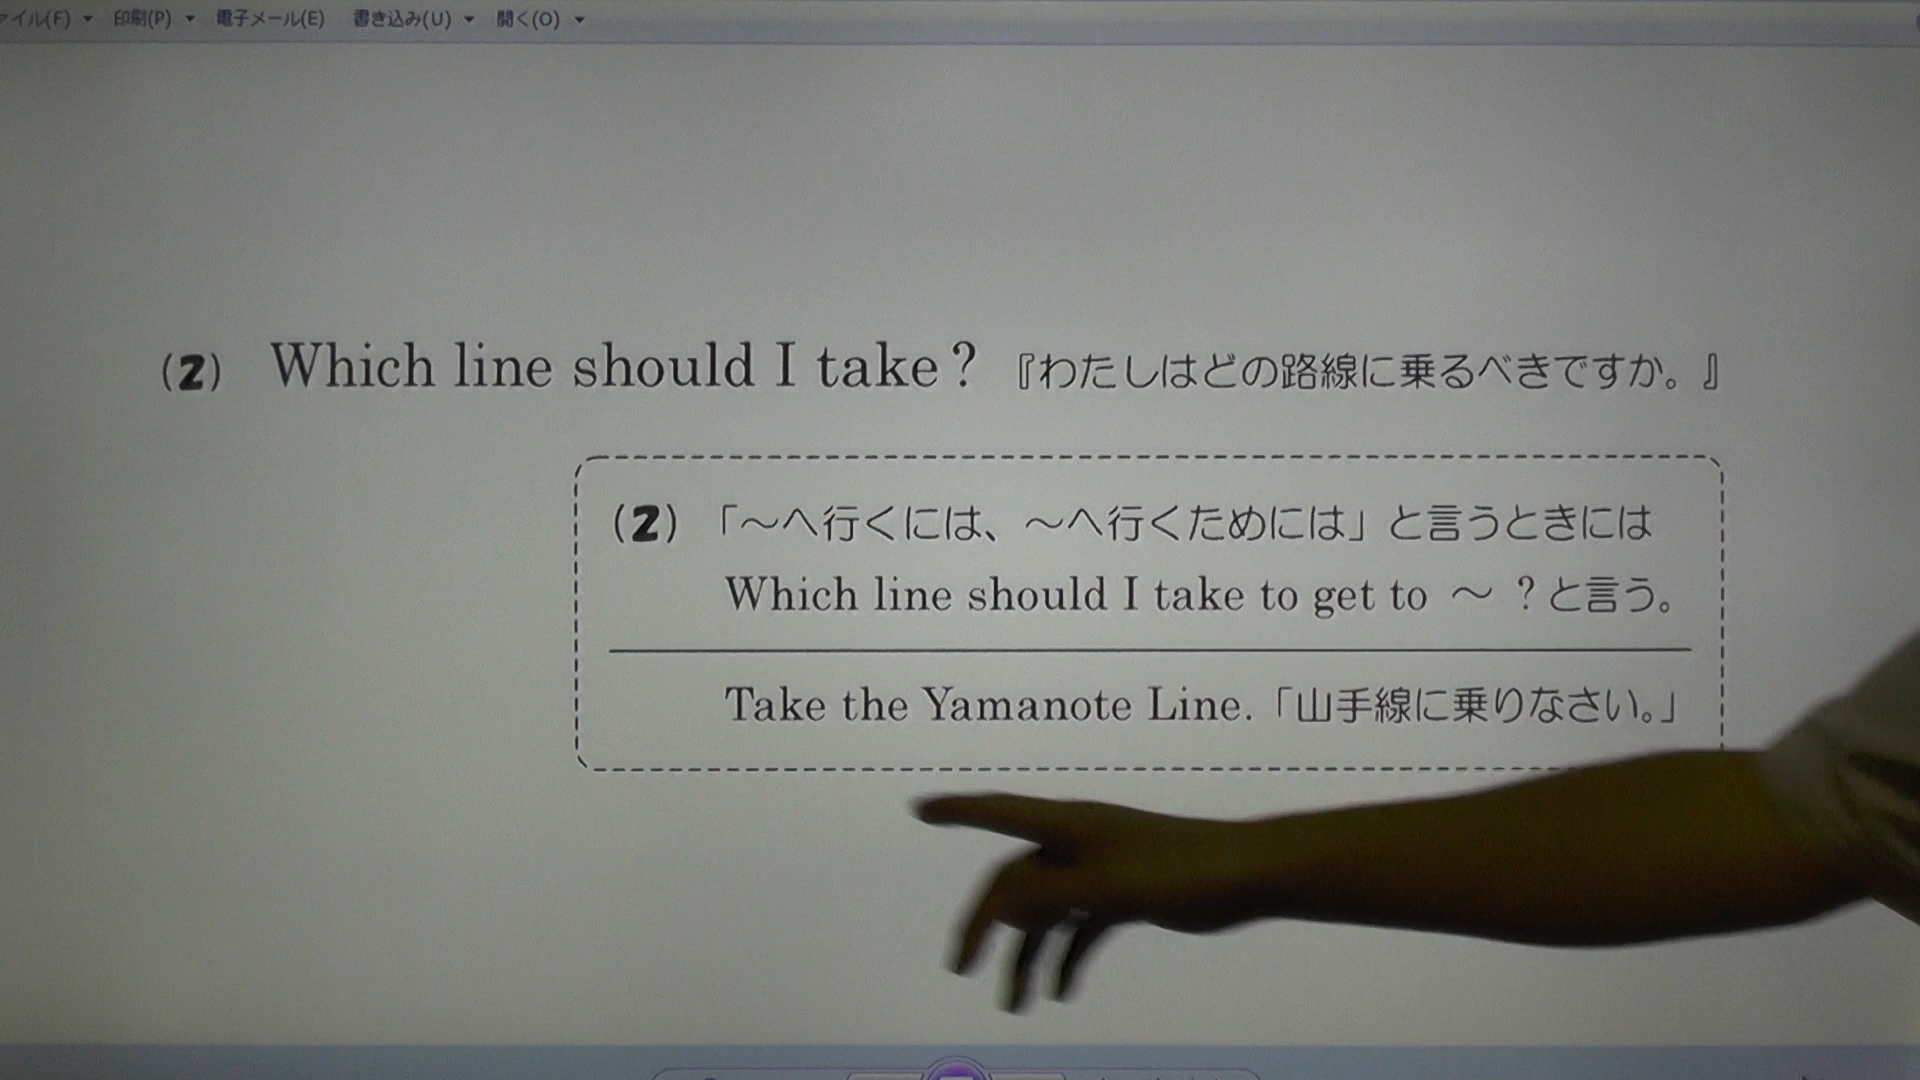 イル(F) 印刷(P) 電子メール(E) 書き込み(U) 開く(O)
(2) Which line should I take? 『わたしはどの路線に乗るべきですか。』
(2) 「～へ行くには、～へ行くためには」と言うときには
Which line should I take to get to ～ ?と言う。
Take the Yamanote Line.「山手線に乗りなさい。」